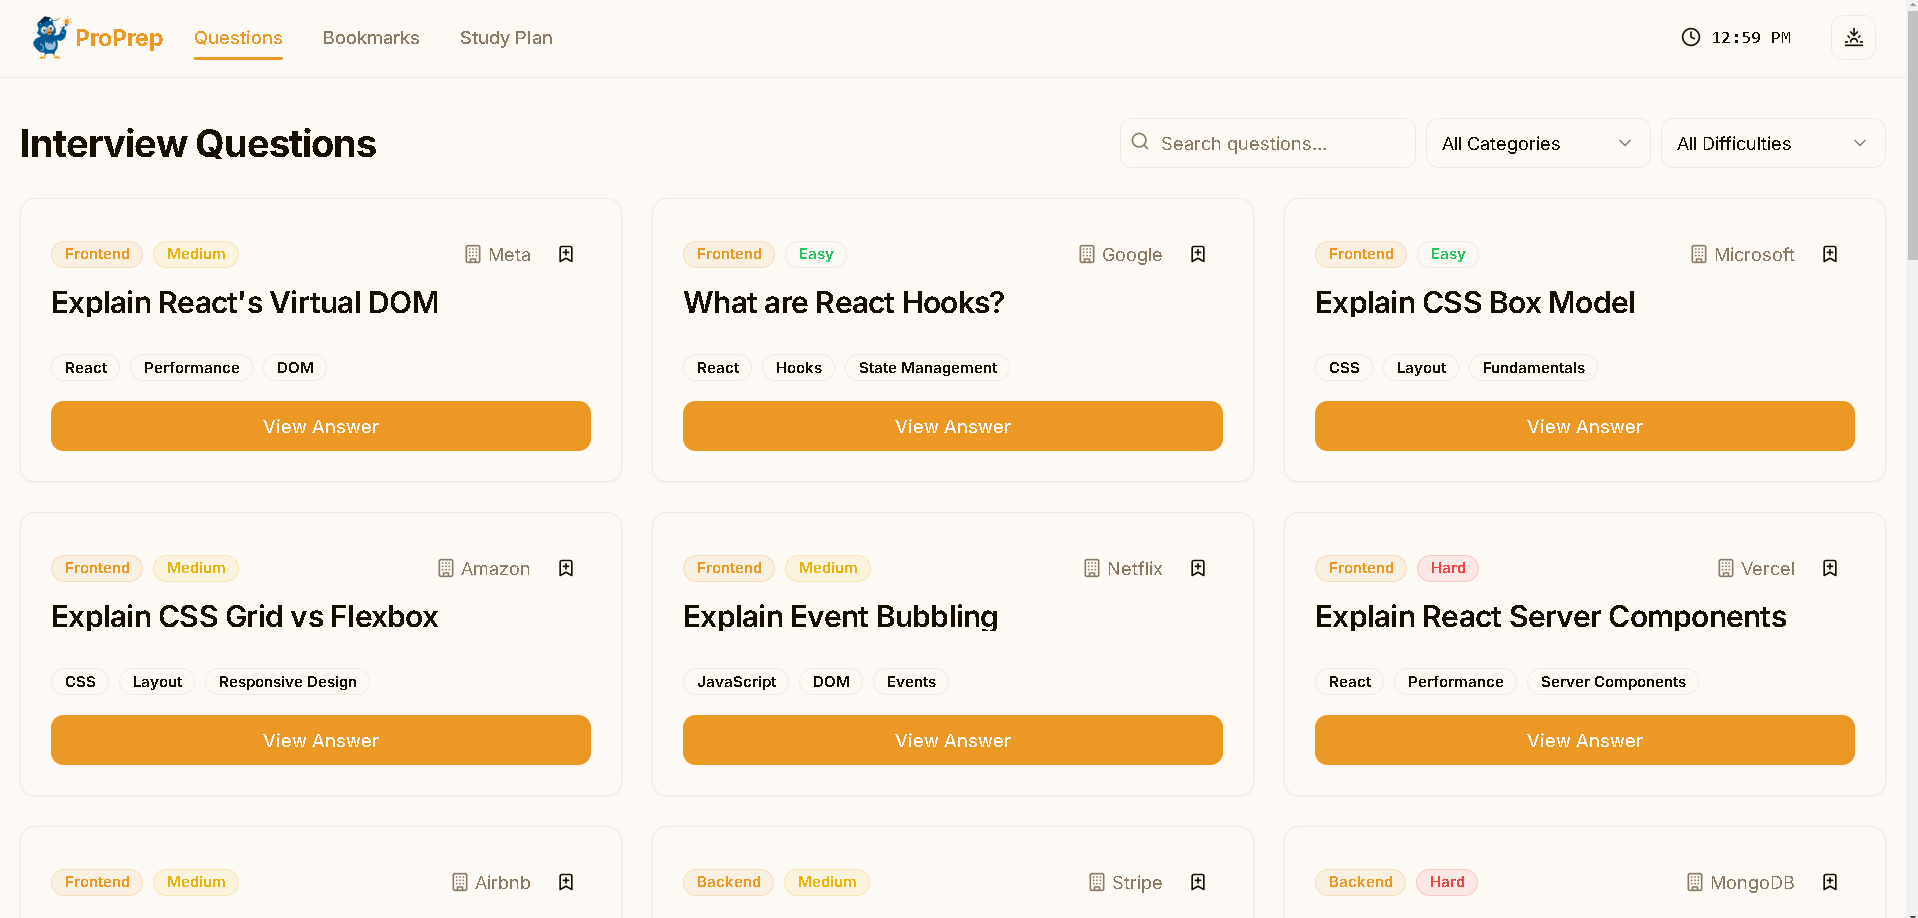 ProPrep
Questions
Bookmarks
Study Plan
12:59 PM
Interview Questions
Search questions...
All Categories
All Difficulties
Frontend
Medium
Meta
Explain React's Virtual DOM
React
Performance
DOM
View Answer
Frontend
Easy
Google
What are React Hooks?
React
Hooks
State Management
View Answer
Frontend
Easy
Microsoft
Explain CSS Box Model
CSS
Layout
Fundamentals
View Answer
Frontend
Medium
Amazon
Explain CSS Grid vs Flexbox
CSS
Layout
Responsive Design
View Answer
Frontend
Medium
Netflix
Explain Event Bubbling
JavaScript
DOM
Events
View Answer
Frontend
Hard
Vercel
Explain React Server Components
React
Performance
Server Components
View Answer
Frontend
Medium
Airbnb
Backend
Medium
Stripe
Backend
Hard
MongoDB